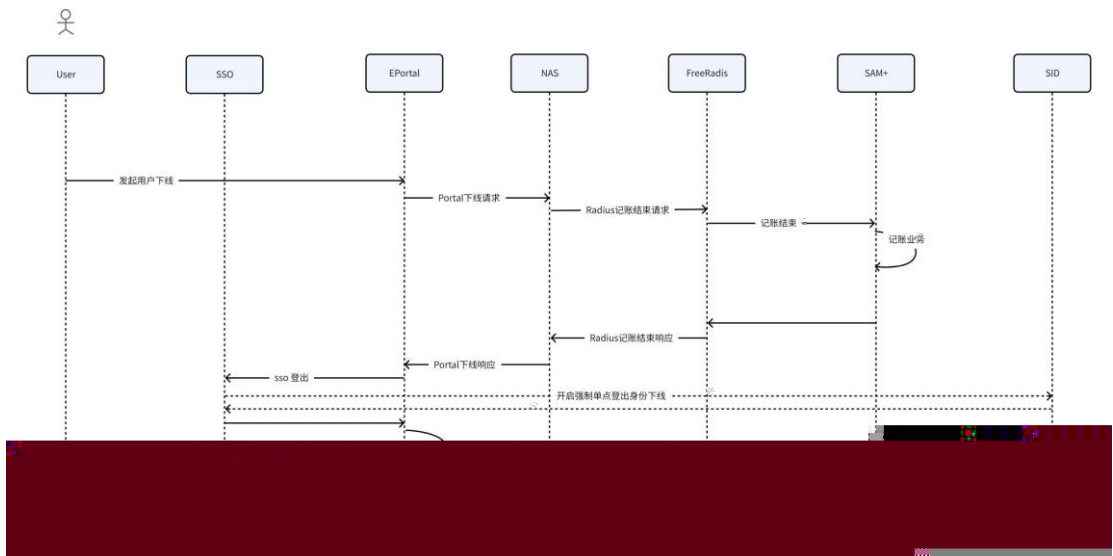 User
SSO
EPortal
NAS
FreeRadis
SAM+
SID
发起用户下线
Portal下线请求
Radius记账结束请求
记账结束
记账业务
Radius记账结束响应
Portal下线响应
sso 登出
开启强制单点登出身份下线